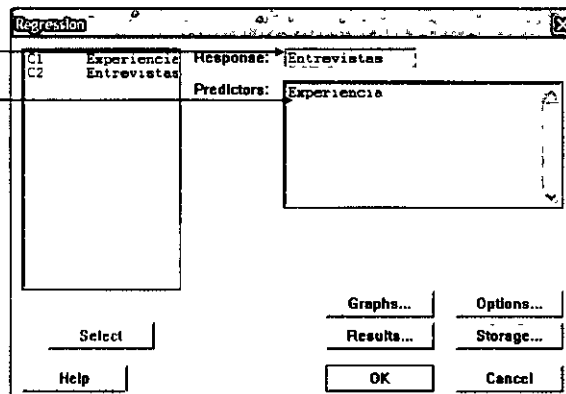 Regression
C1 Experiencia
C2 Entrevistas
Response: Entrevistas
Predictors: Experiencia
Graphs... Options...
Select Results... Storage...
Help OK Cancel